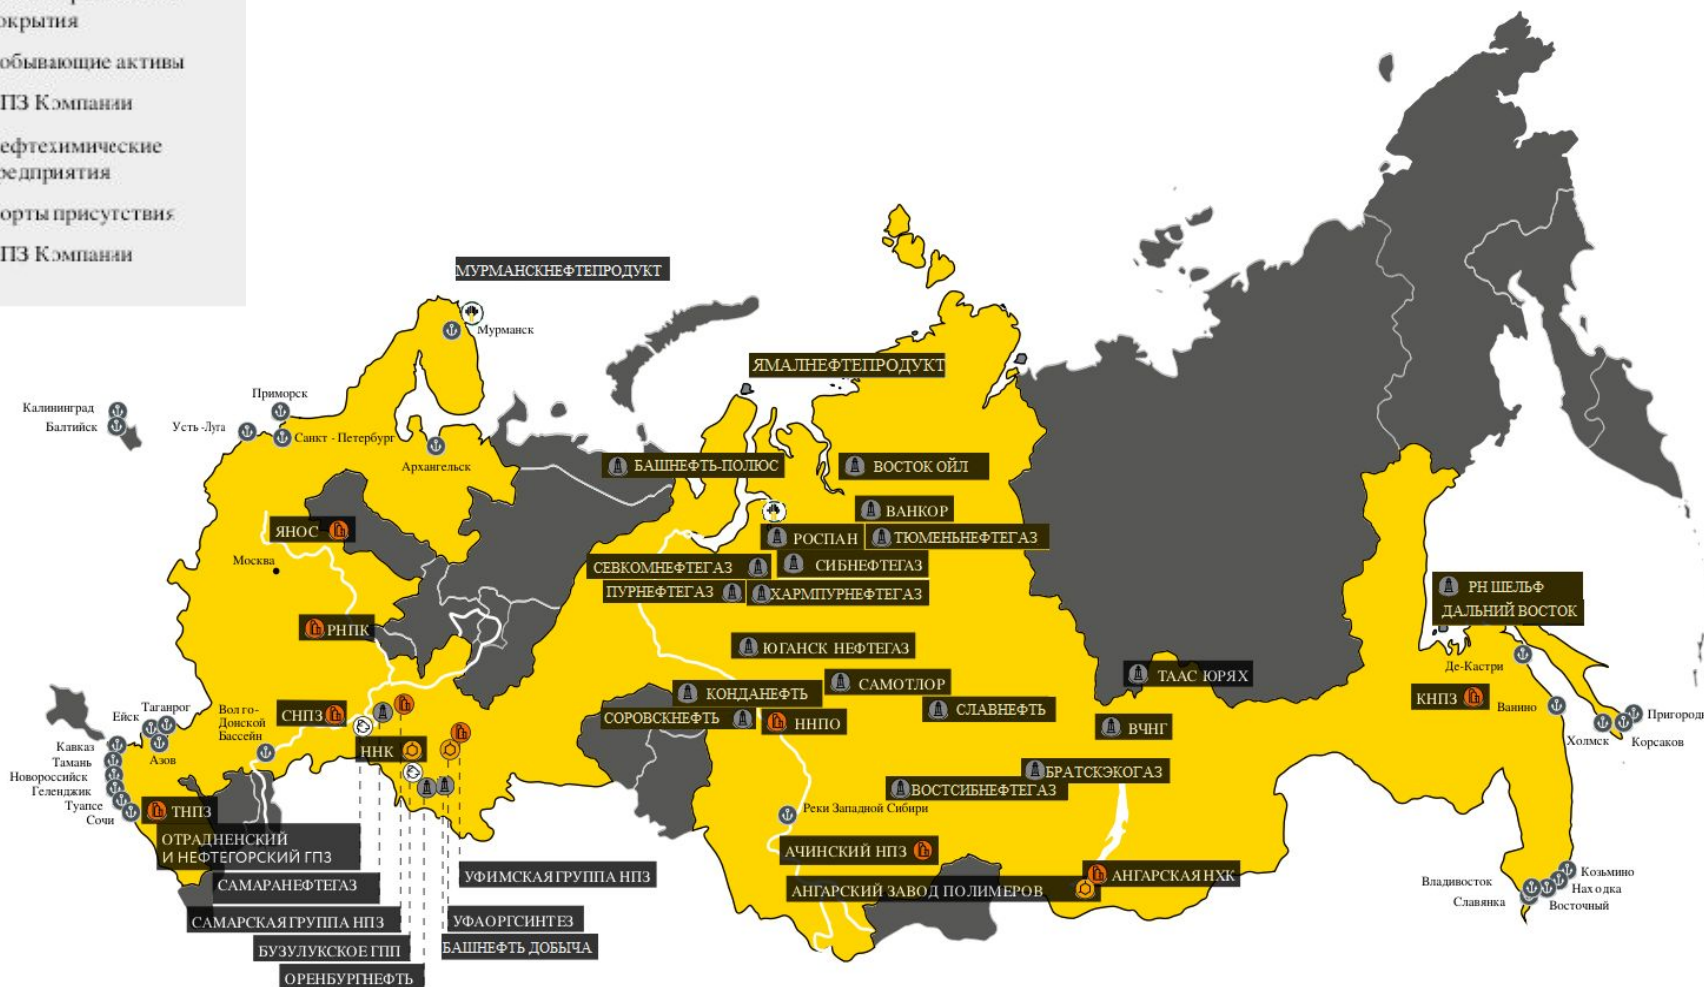 окрытия
обывающие активы
ПЗ Компании
ефтехимические
редприятия
орты присутствия
ПЗ Компании
МУРМАНСКНЕФТЕПРОДУКТ
Мурманск
ЯМАЛНЕФТЕПРОДУКТ
Приморск
Калининград
Балтийск
Усть -Луга
Санкт - Петербург
Архангельск
БАШНЕФТЬ-ПОЛЮС
ВОСТОК ОЙЛ
ВАНКОР
ЯНОС
РОСПАН
ТЮМЕНЬНЕФТЕГАЗ
Москва
СЕВКОМНЕФТЕГАЗ
СИБНЕФТЕГАЗ
ПУРНЕФТЕГАЗ
ХАРМПУРНЕФТЕГАЗ
РН ШЕЛЬФ
ДАЛЬНИЙ ВОСТОК
РНПК
ЮГАНСК НЕФТЕГАЗ
Де-Кастри
ТААС ЮРЯХ
САМОТЛОР
КОНДАНЕФТЬ
КНПЗ
Ванино
Таганрог
Ейск
Волго-
Донской
Бассейн
СНПЗ
СОРОВСКНЕФТЬ
ННПО
СЛАВНЕФТЬ
ВЧНГ
Пригородн
Холмск
Корсаков
Кавказ
Азов
ННК
Тамань
Новороссийск
Геленджик
Туапсе
Сочи
БРАТСКЭКОГАЗ
ВОСТСИБНЕФТЕГАЗ
ТНПЗ
Реки Западной Сибири
ОТРАДНЕНСКИЙ
И НЕФТЕГОРСКИЙ ГПЗ
АЧИНСКИЙ НПЗ
САМАРАНЕФТЕГАЗ
УФИМСКАЯ ГРУППА НПЗ
АНГАРСКИЙ ЗАВОД ПОЛИМЕРОВ
АНГАРСКАЯ НХК
Козьмино
Владивосток
Находка
Славянка
Восточный
САМАРСКАЯ ГРУППА НПЗ
УФАОРГСИНТЕЗ
БУЗУЛУКСКОЕ ГПП
БАШНЕФТЬ ДОБЫЧА
ОРЕНБУРГНЕФТЬ